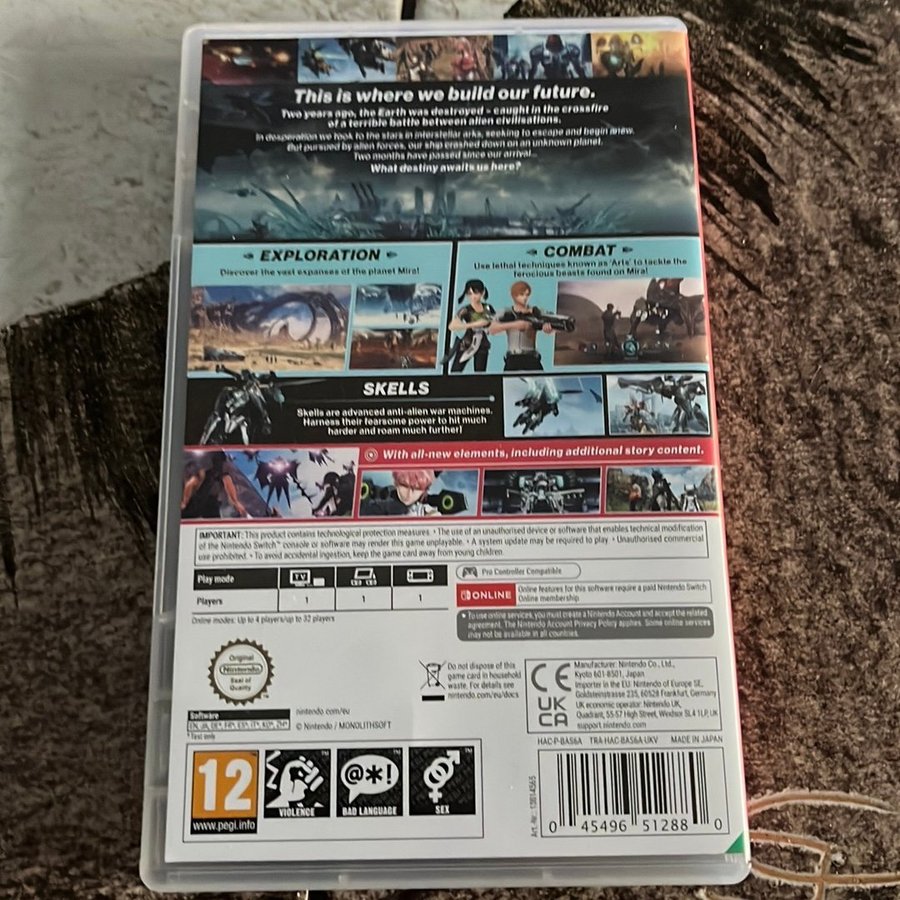 This is where we build our future.
Two years ago, the Earth was destroyed – caught in the crossfire
of a terrible battle between alien civilisations.
In desperation we took to the stars in interstellar arks, seeking to escape and begin anew.
But pursued by alien forces, our ship crashed down on an unknown planet.
Two months have passed since our arrival...
What destiny awaits us here?
EXPLORATION
Discover the vast expanses of the planet Mira!
COMBAT
Use lethal techniques known as 'Arts' to tackle the
ferocious beasts found on Mira!
SKELLS
Skells are advanced anti-alien war machines.
Harness their fearsome power to hit much
harder and roam much further!
With all-new elements, including additional story content.
IMPORTANT: This product contains technological protection measures. • The use of an unauthorised device or software that enables technical modification
of the Nintendo Switch™ console or software may render this game unplayable. • A system update may be required to play. • Unauthorised commercial
use prohibited. • To avoid accidental ingestion, keep the game card away from young children.
Play mode TV
Players 1 1 1
Online modes: Up to 4 players/up to 32 players
Pro Controller Compatible
ONLINE
Online features for this software require a paid Nintendo Switch
Online membership.
• To use online services, you must create a Nintendo Account and accept the related
agreement. The Nintendo Account Privacy Policy applies. Some online services
may not be available in all countries.
Original
Nintendo
Seal of
Quality
Do not dispose of this
game card in household
waste. For details see
nintendo.com/eu/docs
CE
UK
CA
Manufacturer: Nintendo Co., Ltd.,
Kyoto 601-8501, Japan
Importer in the EU: Nintendo of Europe SE,
Goldsteinstrasse 235, 60528 Frankfurt, Germany
UK economic operator: Nintendo UK,
Quadrant, 55-57 High Street, Windsor SL4 1LP, UK
support.nintendo.com
Software
EN, JA, DE*, FR*, ES*, IT*, KO*, ZH*
* Text only
nintendo.com/eu
© Nintendo / MONOLITHSOFT
HAC-P-BAS6A TRA-HAC-BAS6A-UKV MADE IN JAPAN
12
www.pegi.info
VIOLENCE
@*!
BAD LANGUAGE
SEX
TM
TM
TM
0 45496 51288 0